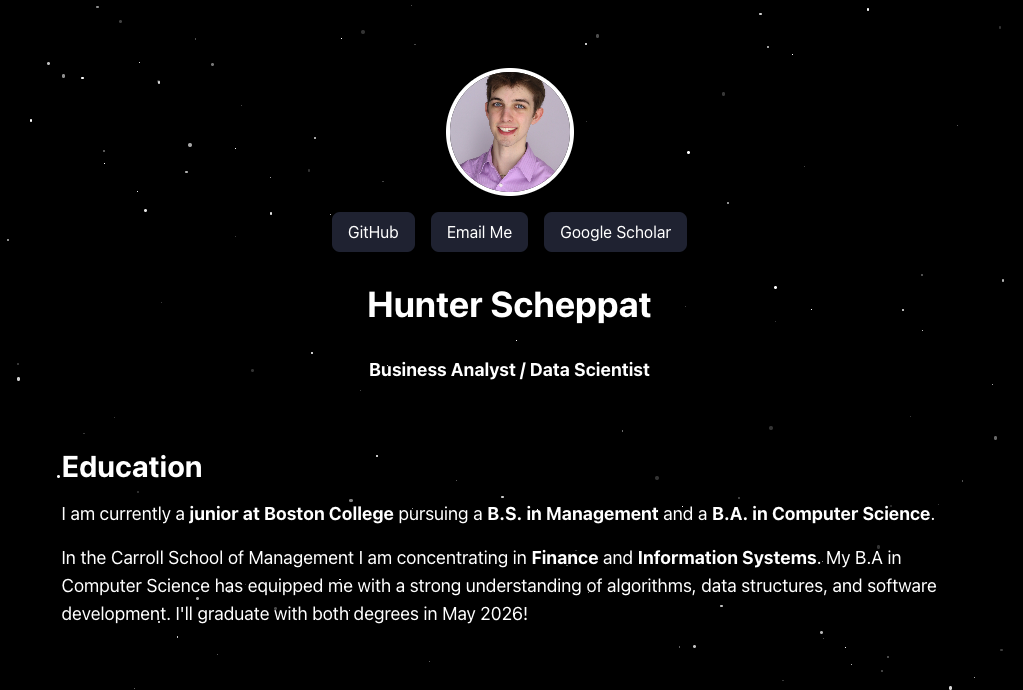 GitHub
Email Me
Google Scholar
Hunter Scheppat
Business Analyst / Data Scientist
Education
I am currently a junior at Boston College pursuing a B.S. in Management and a B.A. in Computer Science.
In the Carroll School of Management I am concentrating in Finance and Information Systems. My B.A in
Computer Science has equipped me with a strong understanding of algorithms, data structures, and software
development. I'll graduate with both degrees in May 2026!